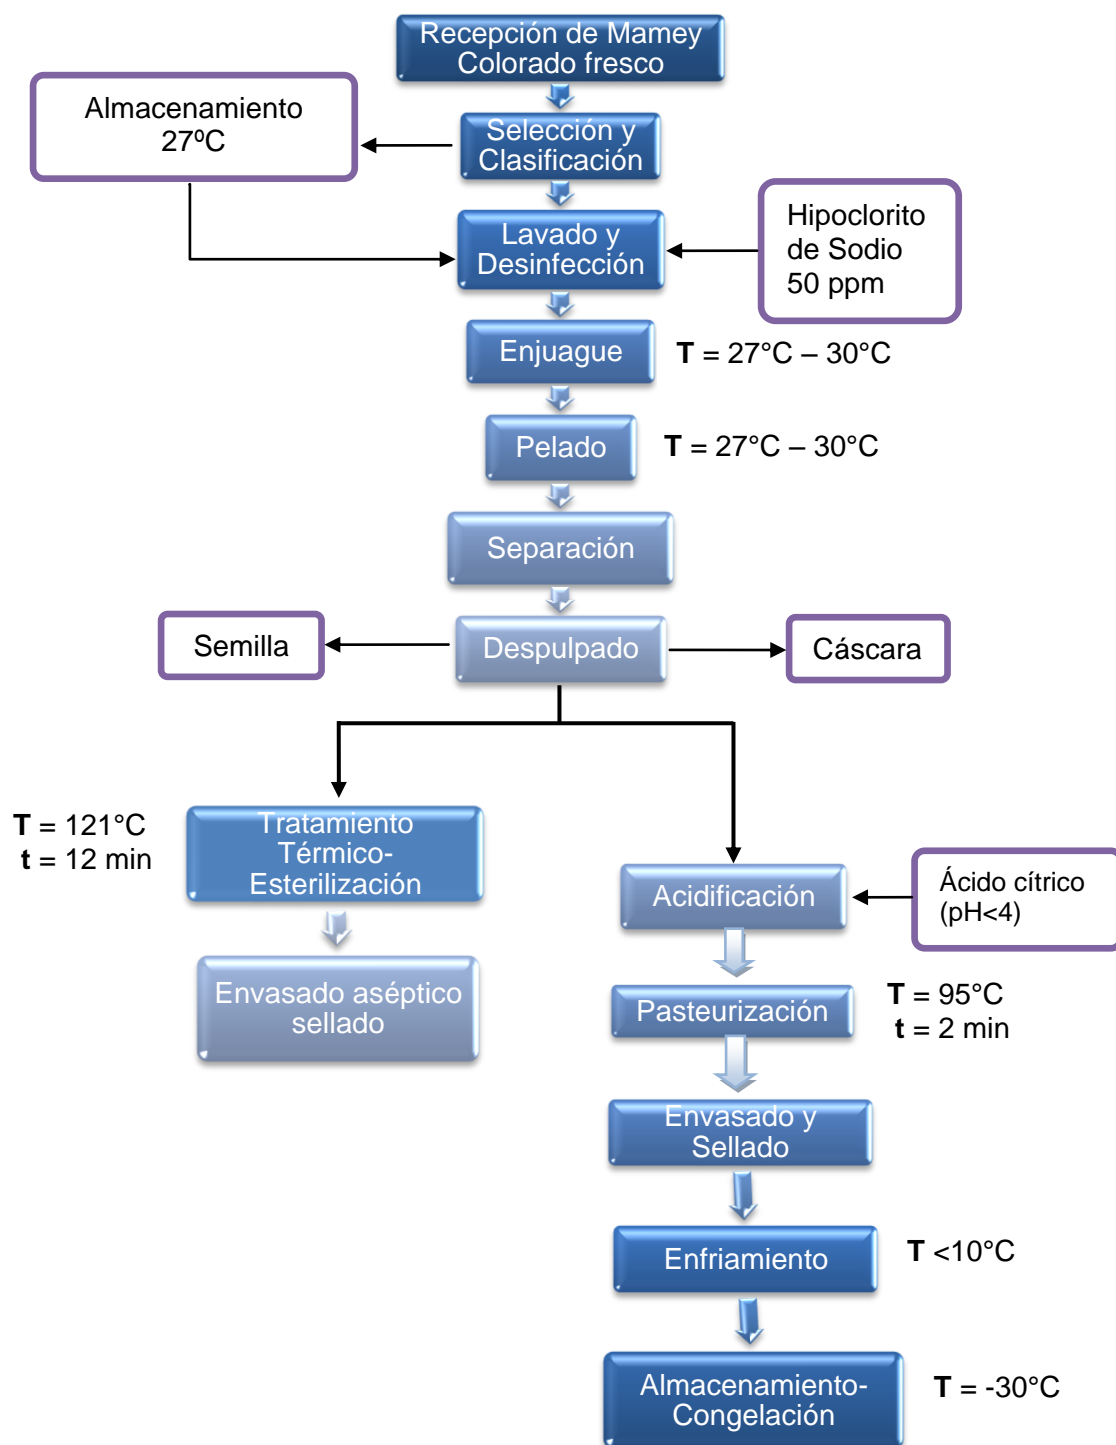 Recepción de Mamey
Colorado fresco
Almacenamiento
27ºC
Selección y
Clasificación
Hipoclorito
de Sodio
50 ppm
Lavado y
Desinfección
Enjuague
T = 27°C – 30°C
Pelado
T = 27°C – 30°C
Separación
Semilla
Despulpado
Cáscara
T = 121°C
t = 12 min
Tratamiento
Térmico-
Esterilización
Acidificación
Ácido cítrico
(pH<4)
Envasado aséptico
sellado
Pasteurización
T = 95°C
t = 2 min
Envasado y
Sellado
Enfriamiento
T <10°C
Almacenamiento-
Congelación
T = -30°C